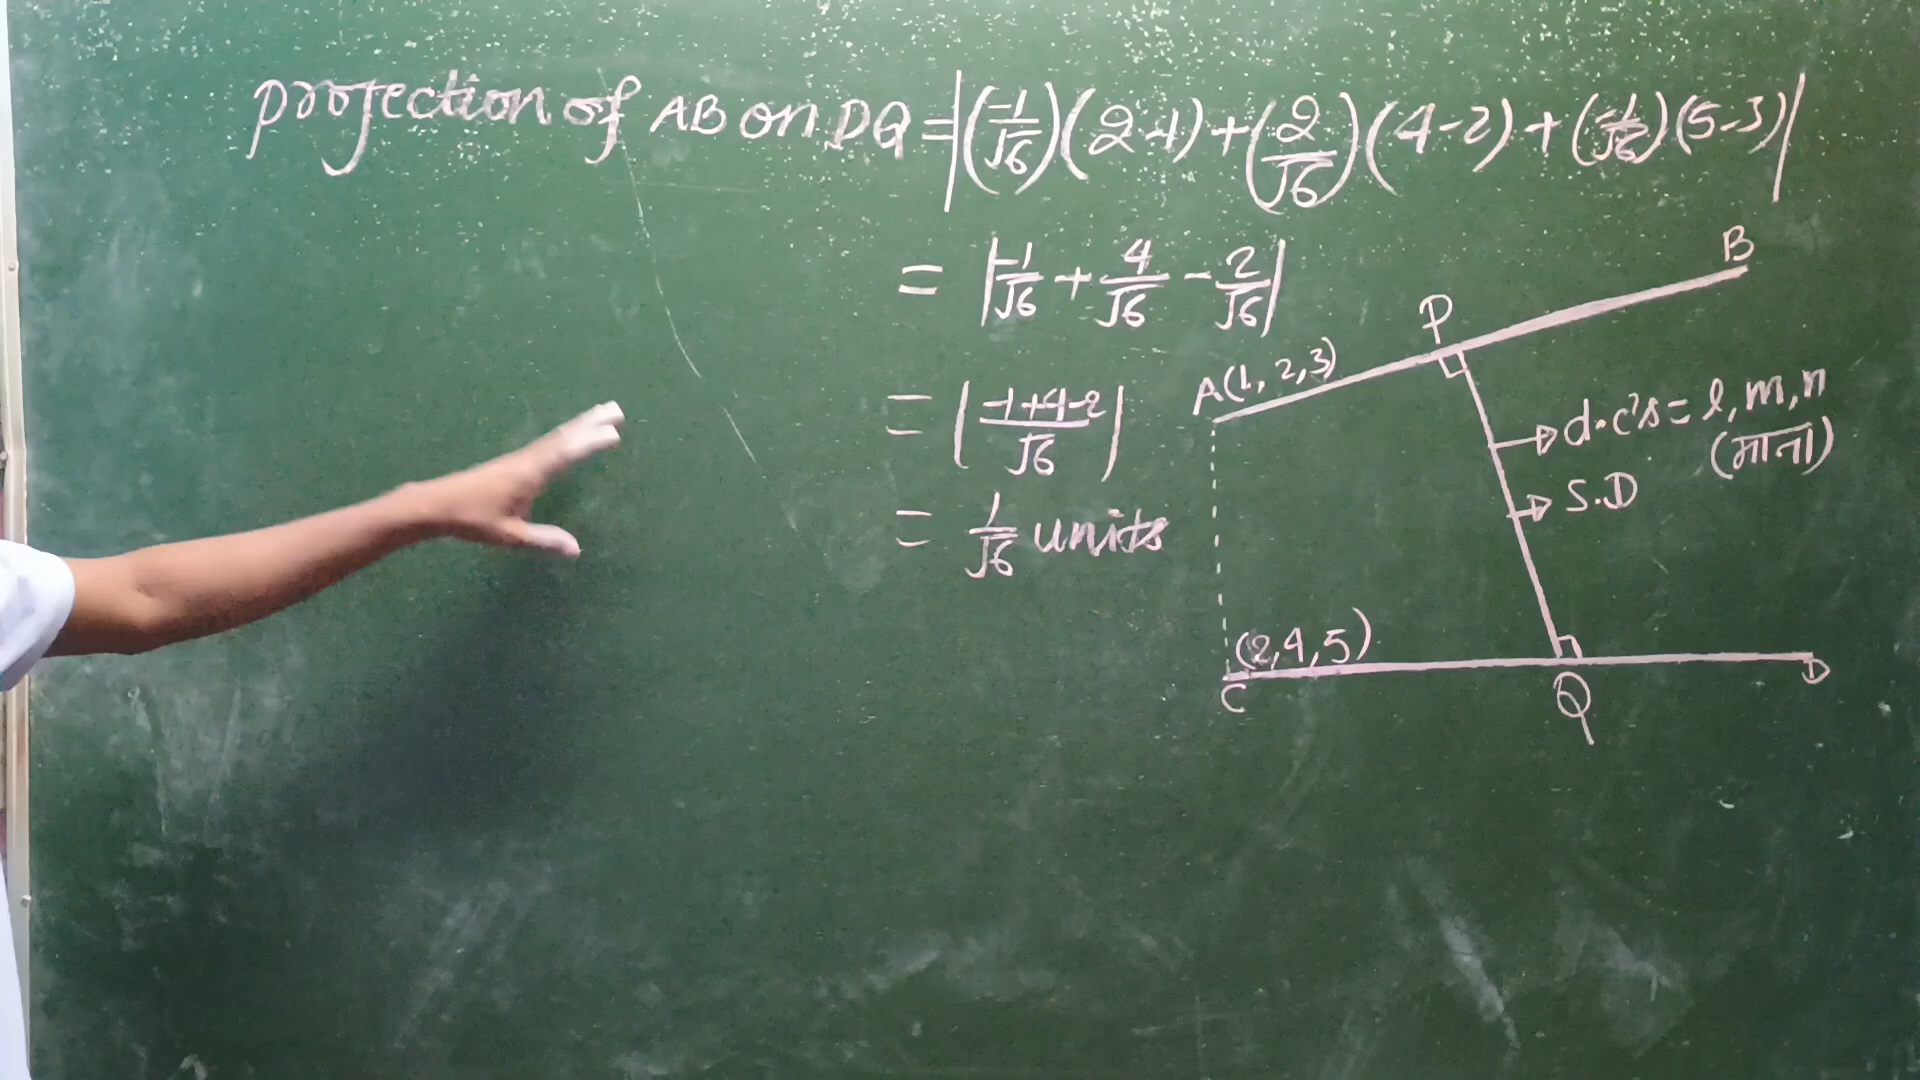 projection of AB on DQ = |(-1/√6)(2-1)+(2/√6)(4-2)+(-1/√6)(5-3)|
= |-1/√6 + 4/√6 - 2/√6|
= |(-1+4-2)/√6|
= 1/√6 units
B
P
A(1, 2, 3)
d.c's = l, m, n
(माना)
S.D
(2,4,5)
C
Q
D